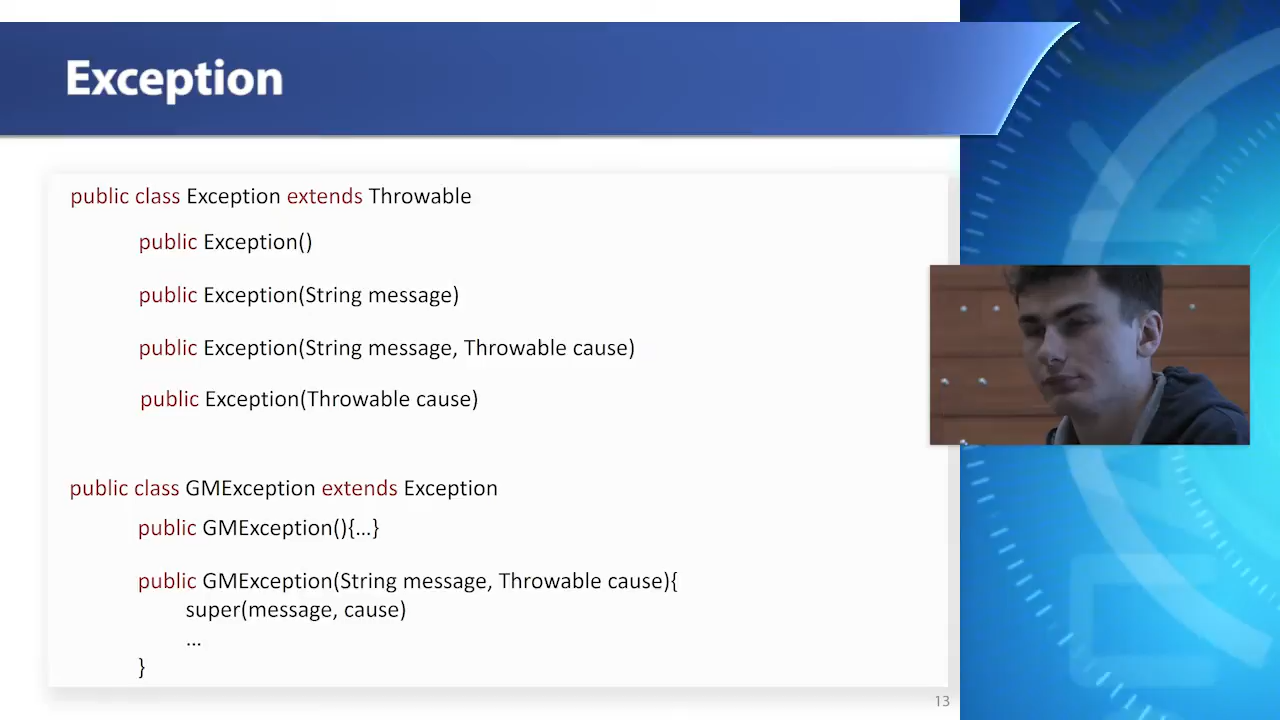 Exception
public class Exception extends Throwable
public Exception()
public Exception(String message)
public Exception(String message, Throwable cause)
public Exception(Throwable cause)
public class GMException extends Exception
public GMException(){...}
public GMException(String message, Throwable cause){
super(message, cause)
...
}
13